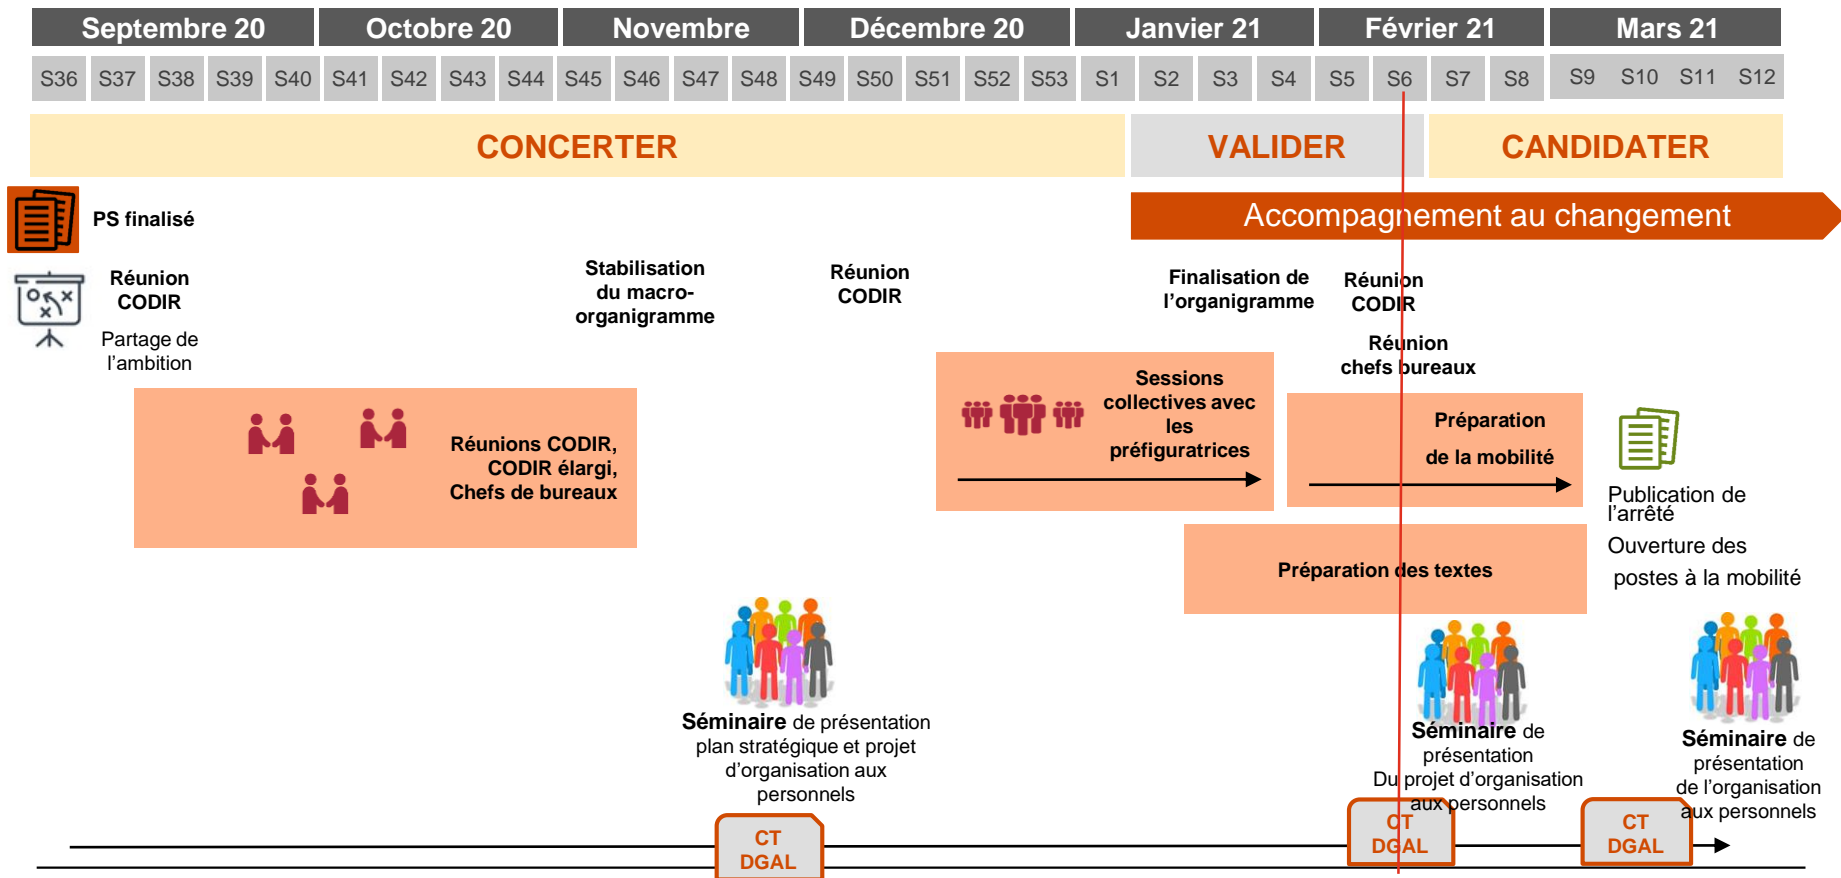 Septembre 20
Octobre 20
Novembre
Décembre 20
Janvier 21
Février 21
Mars 21
S36 S37 S38 S39 S40 S41 S42 S43 S44 S45 S46 S47 S48 S49 S50 S51 S52 S53 S1 S2 S3 S4 S5 S6 S7 S8 S9 S10 S11 S12
CONCERTER
VALIDER
CANDIDATER
Accompagnement au changement
PS finalisé
Réunion
CODIR
Partage de
l'ambition
Stabilisation
du macro-
organigramme
Réunion
CODIR
Finalisation de
l'organigramme
Réunion
CODIR
Réunion
chefs bureaux
Réunions CODIR,
CODIR élargi,
Chefs de bureaux
Sessions
collectives avec
les
préfiguratrices
Préparation
de la mobilité
Préparation des textes
Publication de
l'arrêté
Ouverture des
postes à la mobilité
Séminaire de présentation
plan stratégique et projet
d'organisation aux
personnels
Séminaire de
présentation
Du projet d'organisation
aux personnels
Séminaire de
présentation
de l'organisation
aux personnels
CT
DGAL
CT
DGAL
CT
DGAL